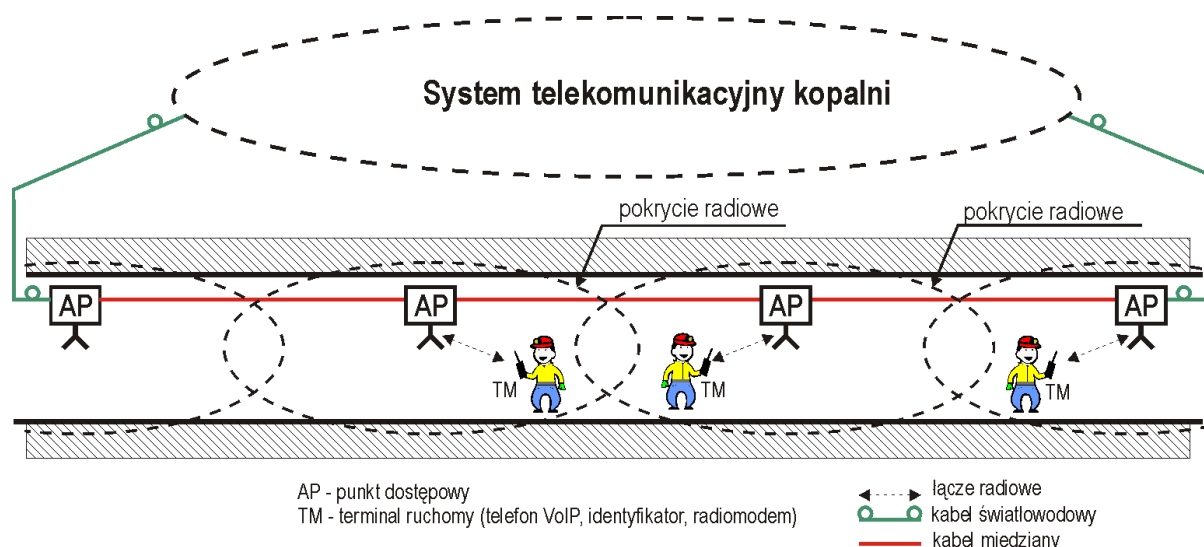 System telekomunikacyjny kopalni
pokrycie radiowe
pokrycie radiowe
AP
AP
AP
AP
TM
TM
TM
AP - punkt dostępowy
TM - terminal ruchomy (telefon VoIP, identyfikator, radiomodem)
łącze radiowe
kabel światłowodowy
kabel miedziany